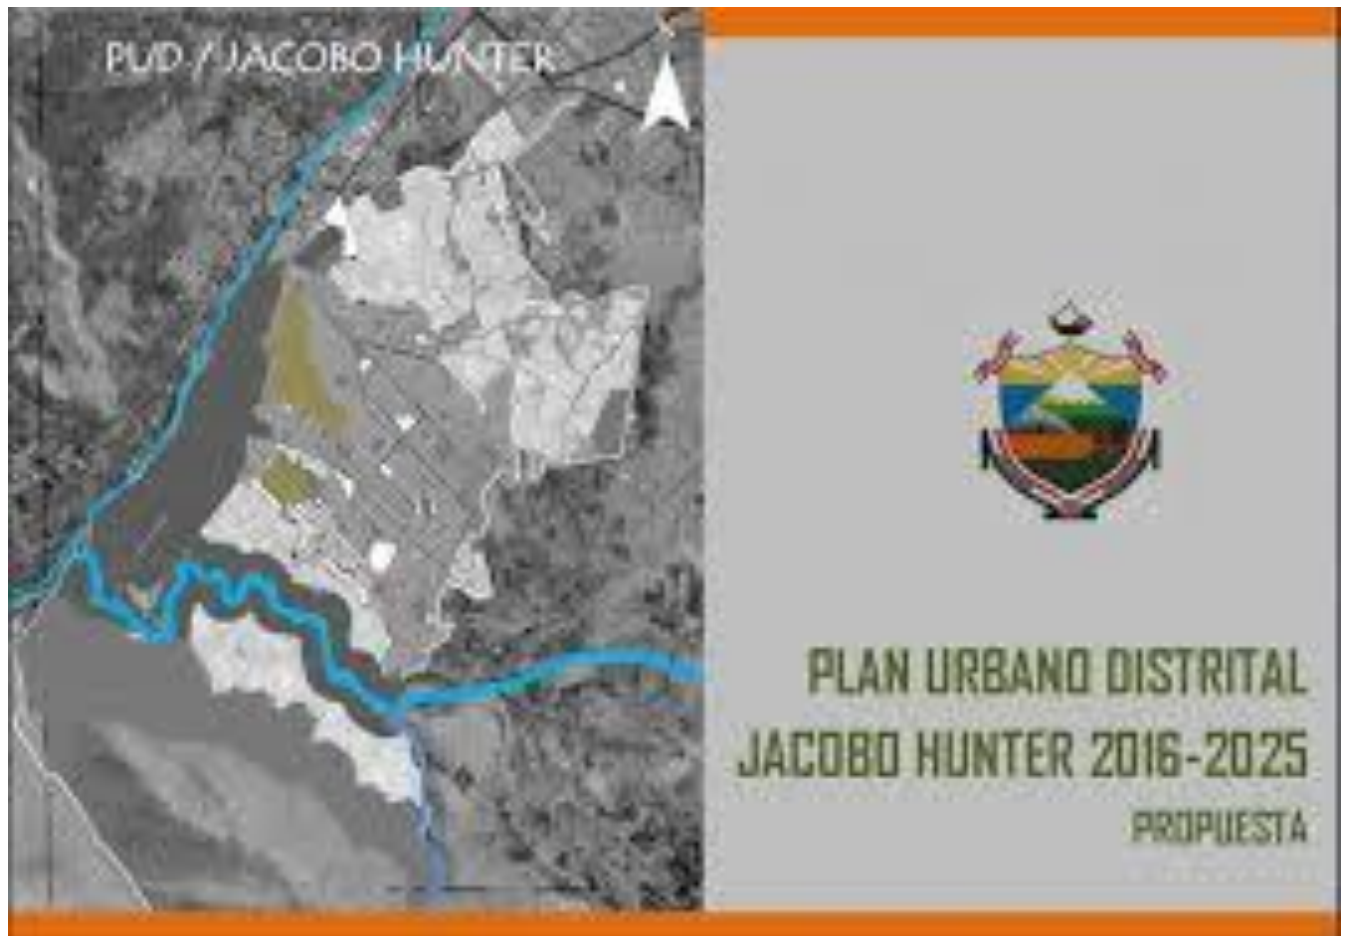 PUD / JACOBO HUNTER
PLAN URBANO DISTRITAL
JACOBO HUNTER 2016-2025
PROPUESTA